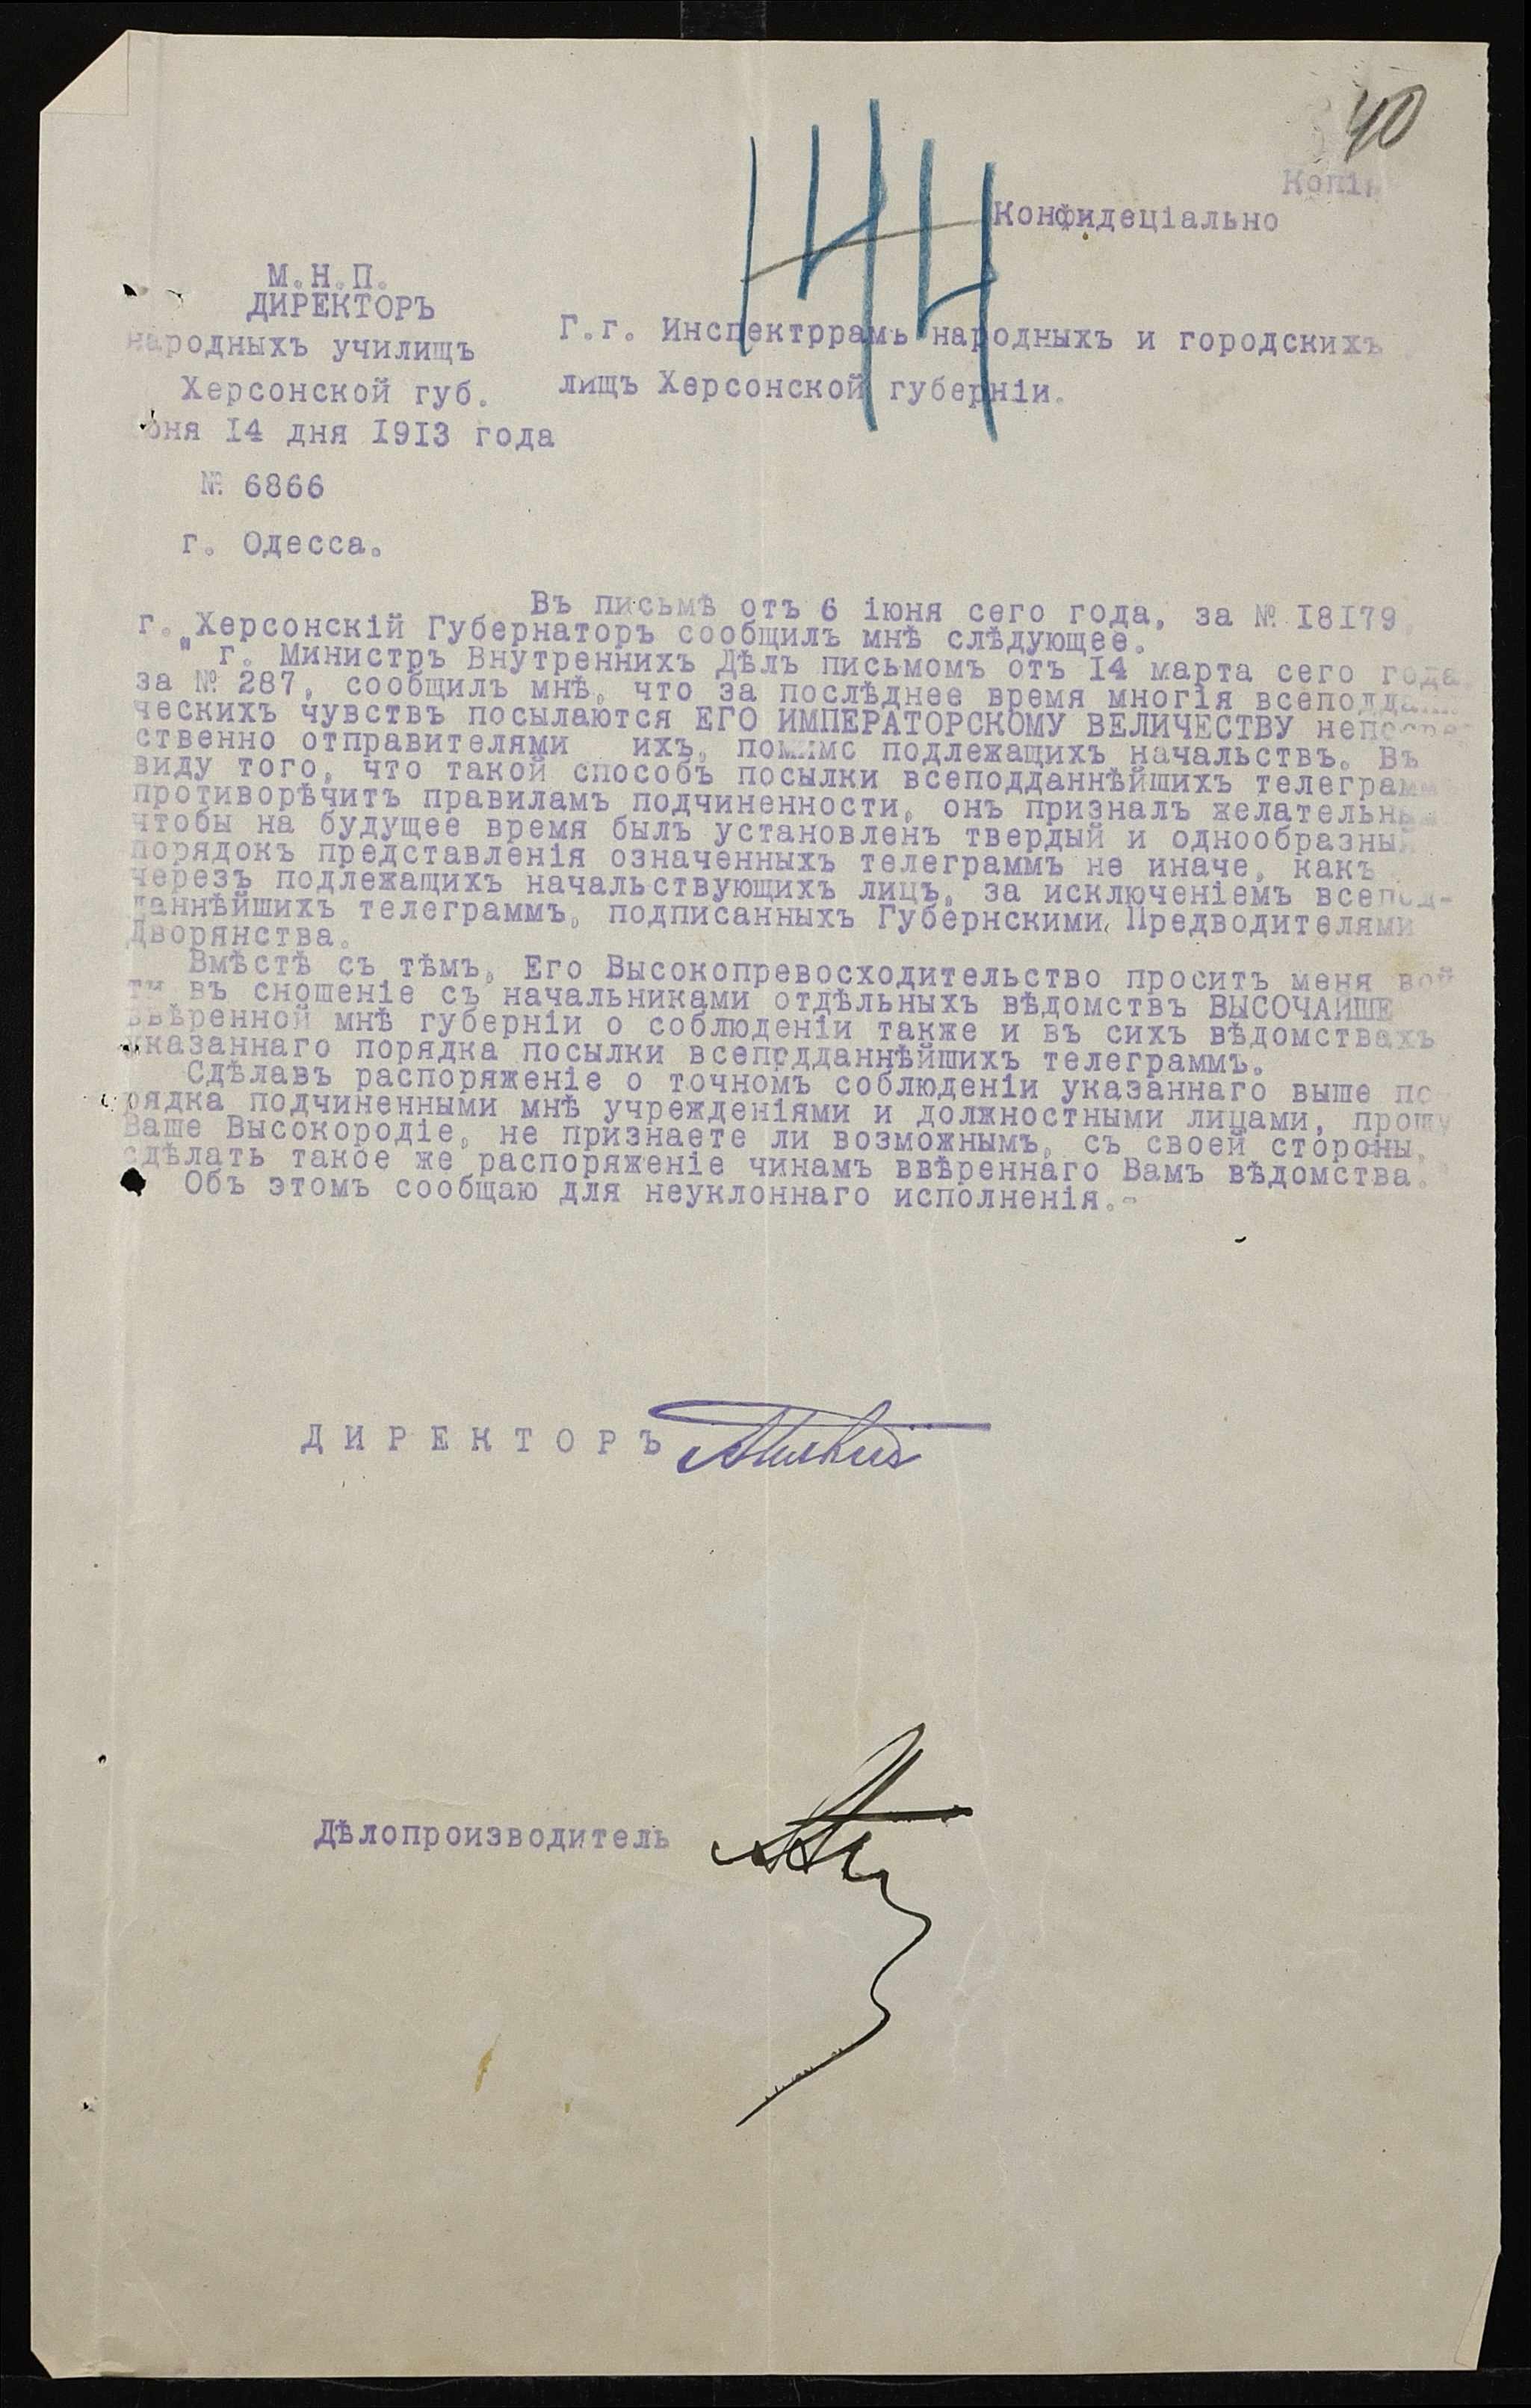 40
Копія
Конфидеціально
144
М.Н.П.
ДИРЕКТОРЪ
народныхъ училищъ
Херсонской губ.
юня 14 дня 1913 года
№ 6866
г. Одесса.
Г.г. Инспектррамъ народныхъ и городскихъ
лищъ Херсонской губерніи.
Въ письмѣ отъ 6 іюня сего года, за № 18179,
г. Херсонскій Губернаторъ сообщилъ мнѣ слѣдующее.
" г. Министръ Внутреннихъ Дѣлъ письмомъ отъ 14 марта сего года,
за № 287, сообщилъ мнѣ, что за послѣднее время многія всеподдан
ческихъ чувствъ посылаются ЕГО ИМПЕРАТОРСКОМУ ВЕЛИЧЕСТВУ непосред
ственно отправителями ихъ, помимо подлежащихъ начальствъ. Въ
виду того, что такой способъ посылки всеподданнѣйшихъ телеграммъ
противорѣчитъ правиламъ подчиненности, онъ призналъ желательнымъ
чтобы на будущее время былъ установленъ твердый и однообразный
порядокъ представленія означенныхъ телеграммъ не иначе, какъ
черезъ подлежащихъ начальствующихъ лицъ, за исключеніемъ всепод-
даннѣйшихъ телеграммъ, подписанныхъ Губернскими Предводителями
Дворянства.
Вмѣстѣ съ тѣмъ, Его Высокопревосходительство проситъ меня вой
ти въ сношеніе съ начальниками отдѣльныхъ вѣдомствъ ВЫСОЧАЙШЕ
ввѣренной мнѣ губерніи о соблюденіи также и въ сихъ вѣдомствахъ
указаннаго порядка посылки всеподданнѣйшихъ телеграммъ.
Сдѣлавъ распоряженіе о точномъ соблюденіи указаннаго выше по
рядка подчиненными мнѣ учрежденіями и должностными лицами, прошу
Ваше Высокородіе, не признаете ли возможнымъ, съ своей стороны,
сдѣлать такое же распоряженіе чинамъ ввѣреннаго Вамъ вѣдомства.
Объ этомъ сообщаю для неуклоннаго исполненія.-
ДИРЕКТОРЪ
Дѣлопроизводитель